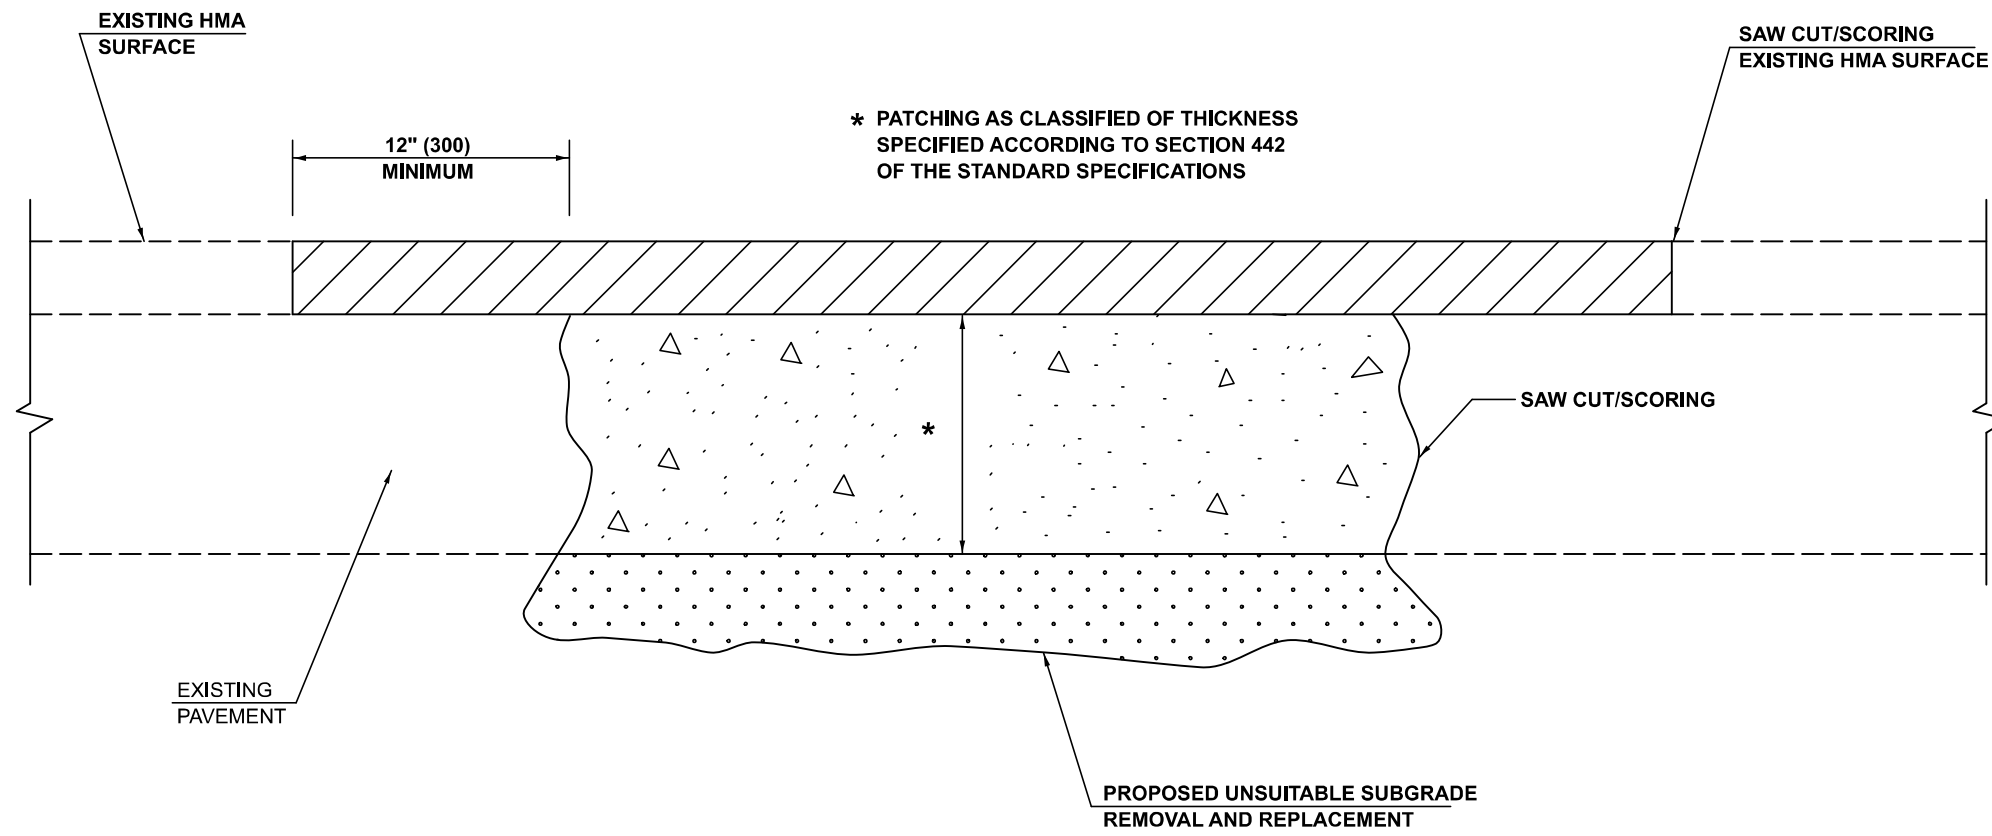 EXISTING HMA
SURFACE
SAW CUT/SCORING
EXISTING HMA SURFACE
* PATCHING AS CLASSIFIED OF THICKNESS
SPECIFIED ACCORDING TO SECTION 442
OF THE STANDARD SPECIFICATIONS
12" (300)
MINIMUM
SAW CUT/SCORING
*
EXISTING
PAVEMENT
PROPOSED UNSUITABLE SUBGRADE
REMOVAL AND REPLACEMENT